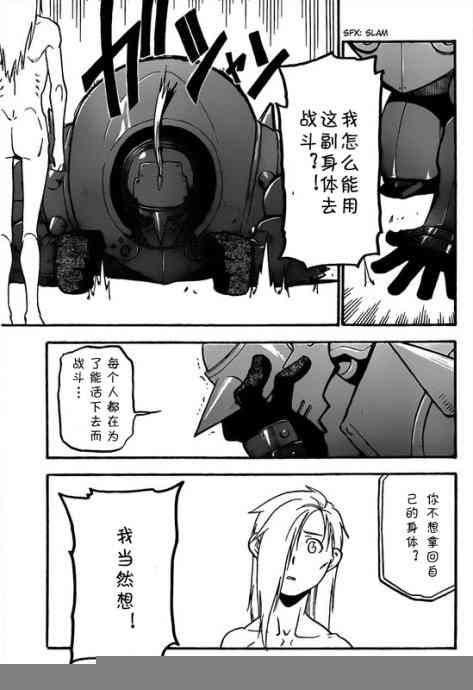 SFX: SLAM
我怎么能用
这副身体去
战斗?!
ガシャン
每个人都在为
了能活下去而
战斗…
你不想拿回自
己的身体?
我当然想!